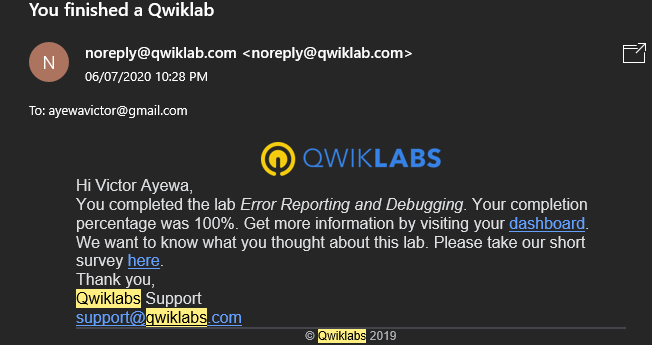 You finished a Qwiklab
N
noreply@qwiklab.com <noreply@qwiklab.com>
06/07/2020 10:28 PM
To: ayewavictor@gmail.com
QWIKLABS
Hi Victor Ayewa,
You completed the lab Error Reporting and Debugging. Your completion
percentage was 100%. Get more information by visiting your dashboard.
We want to know what you thought about this lab. Please take our short
survey here.
Thank you,
Qwiklabs Support
support@qwiklabs.com
© Qwiklabs 2019